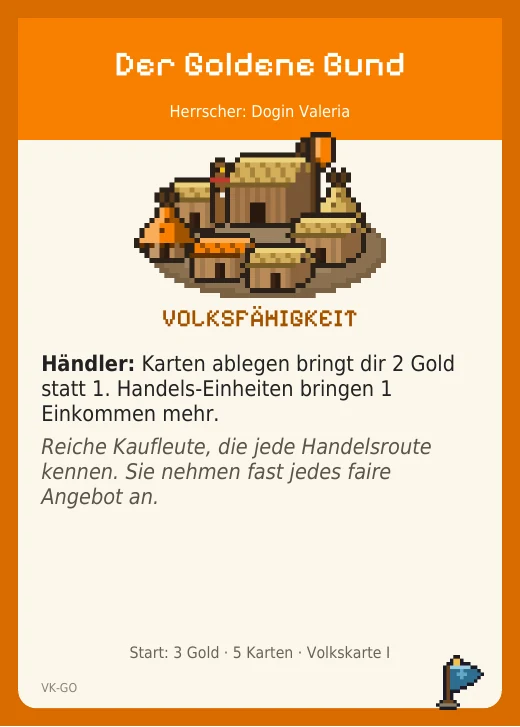 Der Goldene Bund
Herrscher: Dogin Valeria
VOLKSFÄHIGKEIT
Händler: Karten ablegen bringt dir 2 Gold
statt 1. Handels-Einheiten bringen 1
Einkommen mehr.
Reiche Kaufleute, die jede Handelsroute
kennen. Sie nehmen fast jedes faire
Angebot an.
Start: 3 Gold · 5 Karten · Volkskarte I
VK-GO